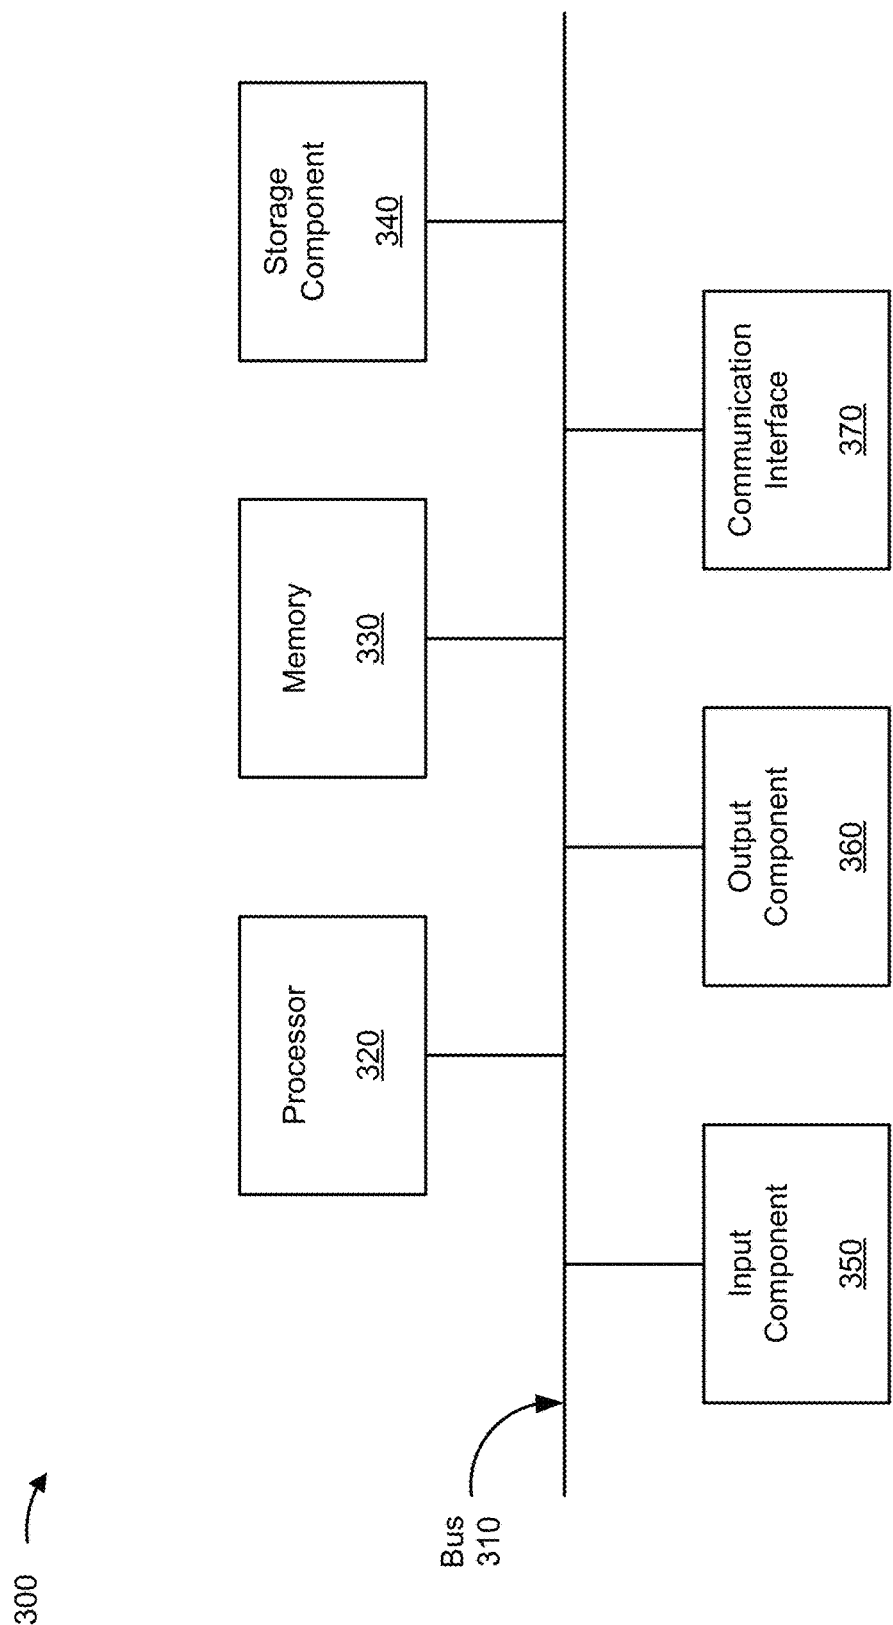 300
Bus
310
Processor
320
Memory
330
Storage
Component
340
Input
Component
350
Output
Component
360
Communication
Interface
370